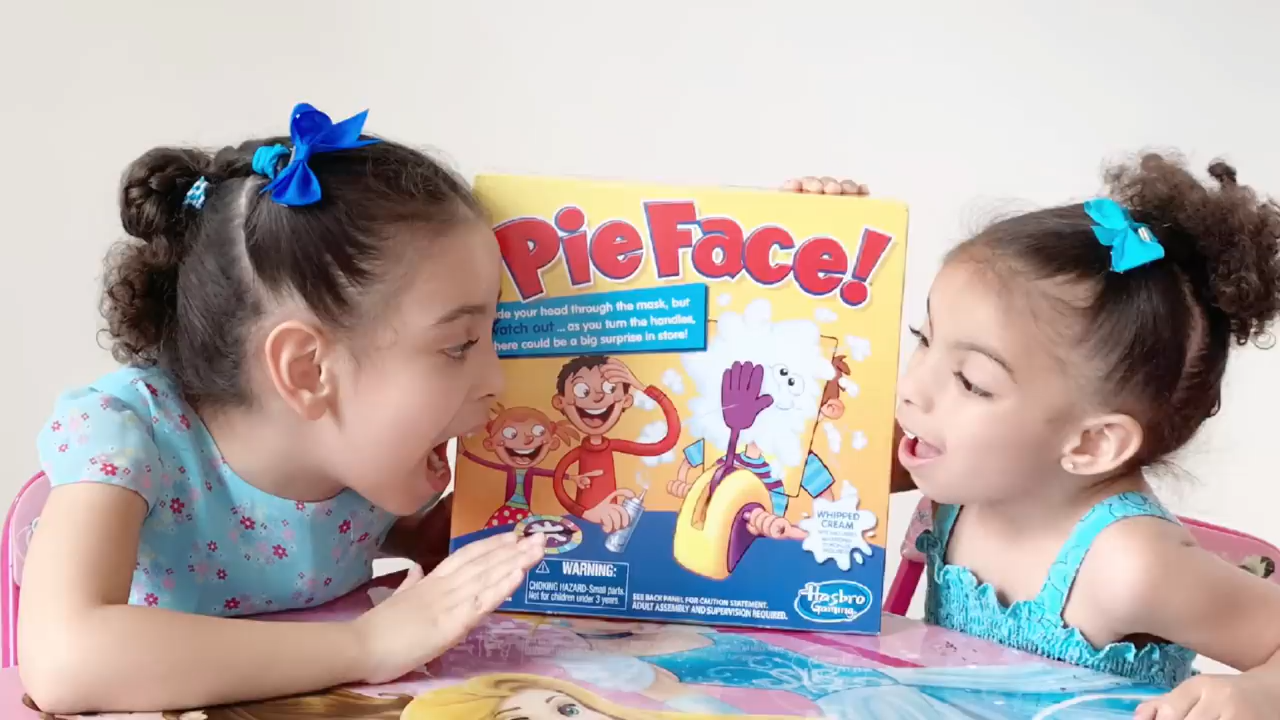 Pie Face!
de your head through the mask, but
watch out... as you turn the handles,
here could be a big surprise in store!
WHIPPED
CREAM
WARNING:
CHOKING HAZARD-Small parts.
Not for children under 3 years.
SEE BACK PANEL FOR CAUTION STATEMENT.
ADULT ASSEMBLY AND SUPERVISION REQUIRED.
Hasbro
Gaming